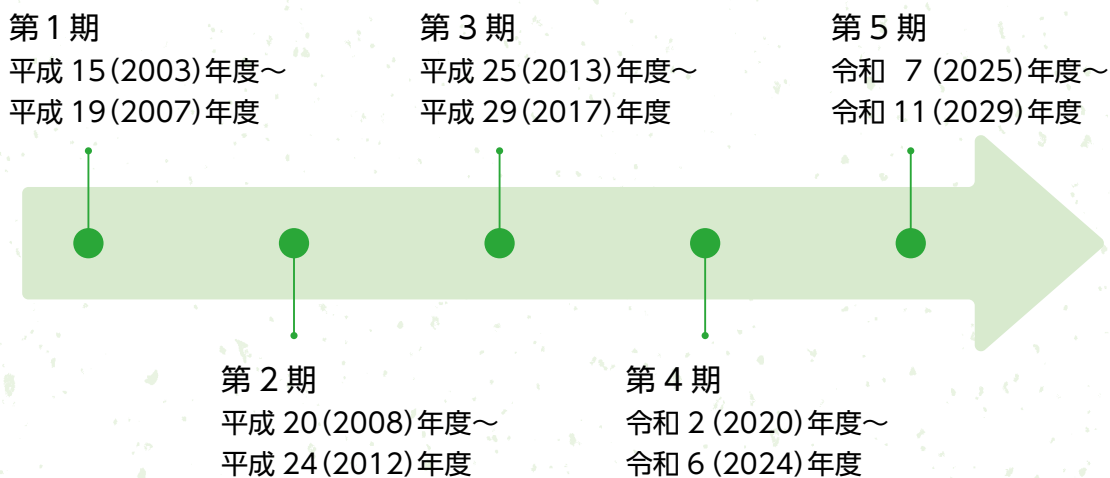 第1期
平成 15(2003)年度～
平成 19(2007)年度
第2期
平成 20(2008)年度～
平成 24(2012)年度
第3期
平成 25(2013)年度～
平成 29(2017)年度
第4期
令和 2(2020)年度～
令和 6(2024)年度
第5期
令和 7(2025)年度～
令和 11(2029)年度